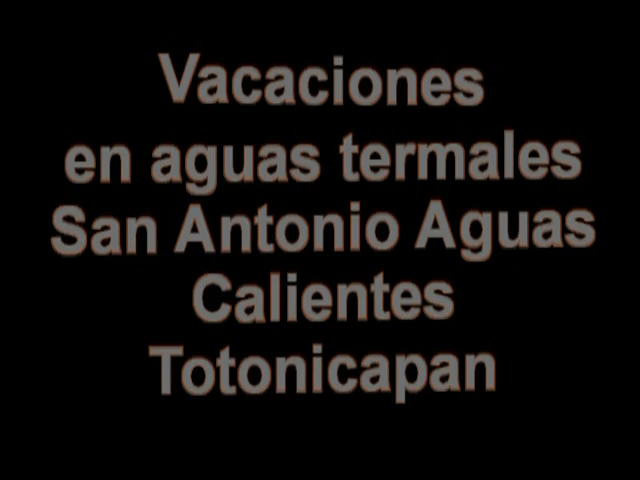 Vacaciones
en aguas termales
San Antonio Aguas
Calientes
Totonicapan